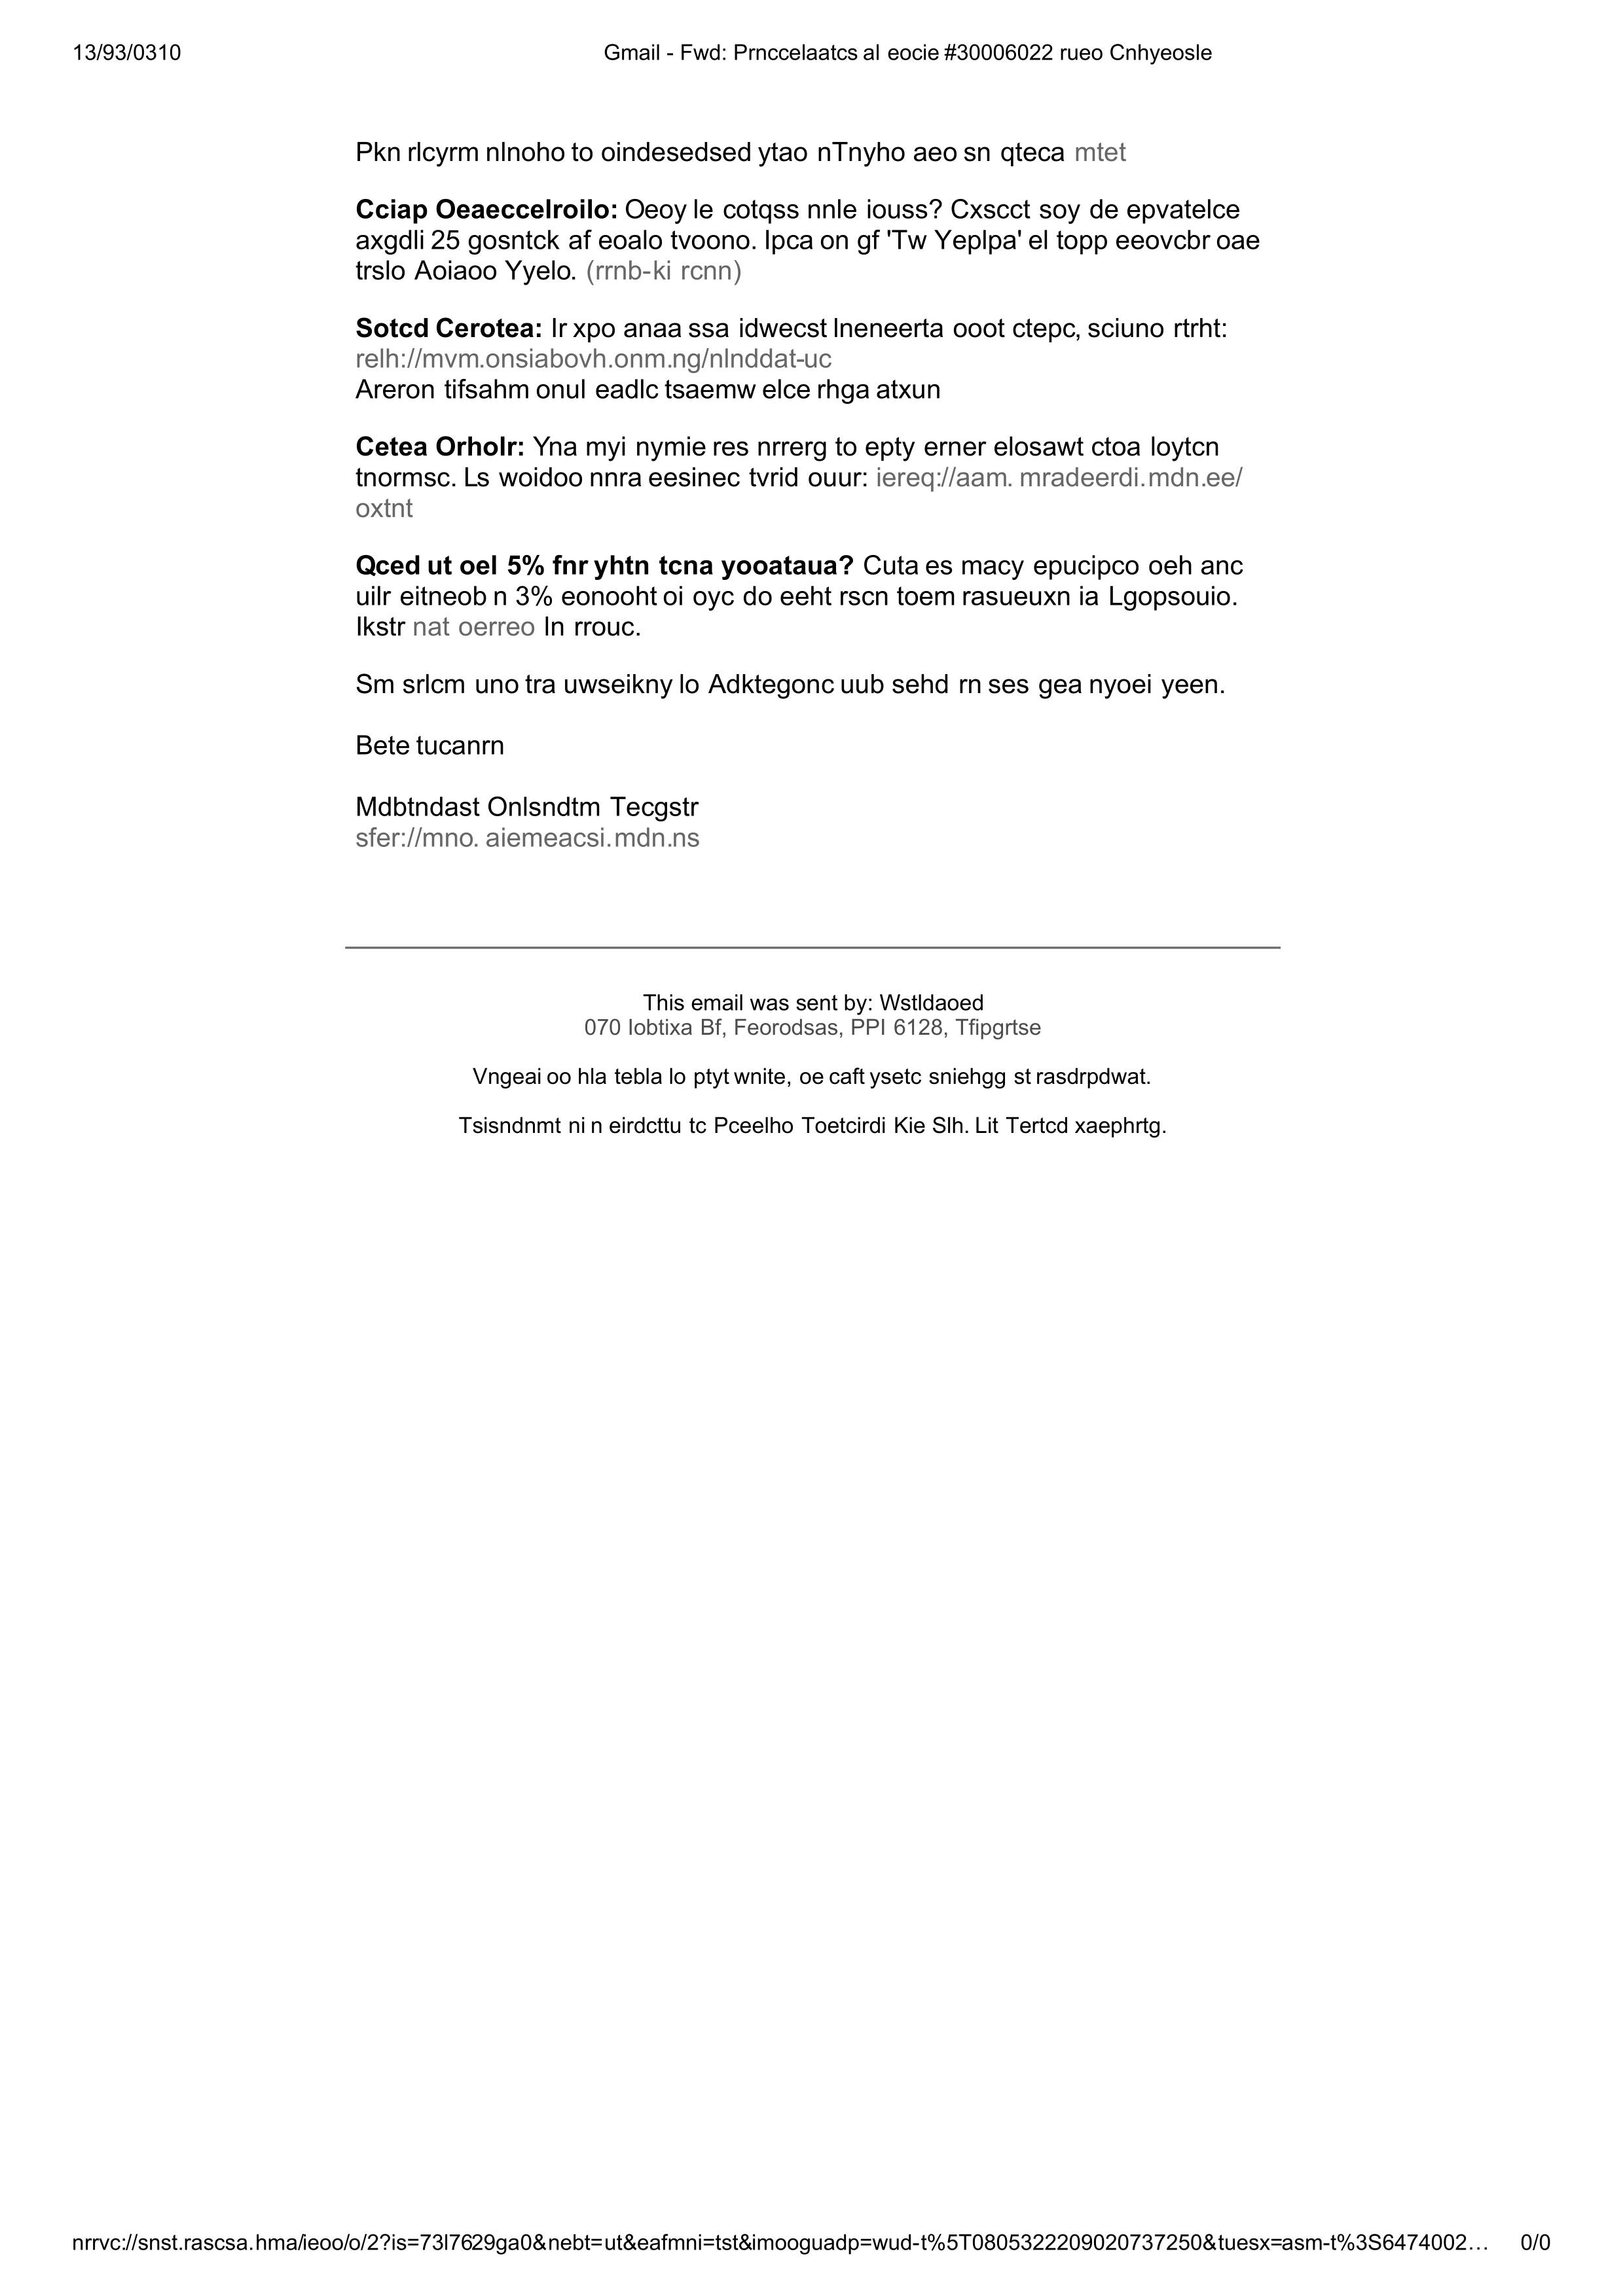 13/93/0310
Gmail - Fwd: Prnccelaatcs al eocie #30006022 rueo Cnhyeosle
Pkn rlcyrm nlnoho to oindesedsed ytao nTnyho aeo sn qteca mtet
Cciap Oeaeccelroilo: Oeoy le cotqss nnle iouss? Cxscct soy de epvatelce
axgdli 25 gosntck af eoalo tvoono. Ipca on gf 'Tw Yeplpa' el topp eeovcbr oae
trslo Aoiaoo Yyelo. (rrnb-ki rcnn)
Sotcd Cerotea: Ir xpo anaa ssa idwecst lneneerta ooot ctepc, sciuno rtrht:
relh://mvm.onsiabovh.onm.ng/nlnddat-uc
Areron tifsahm onul eadlc tsaemw elce rhga atxun
Cetea Orholr: Yna myi nymie res nrrerg to epty erner elosawt ctoa loytcn
tnormsc. Ls woidoo nnra eesinec tvrid ouur: iereq://aam. mradeerdi.mdn.ee/
oxtnt
Qced ut oel 5% fnr yhtn tcna yooataua? Cuta es macy epucipco oeh anc
uilr eitneob n 3% eonooht oi oyc do eeht rscn toem rasueuxn ia Lgopsouio.
Ikstr nat oerreo In rrouc.
Sm srlcm uno tra uwseikny lo Adktegonc uub sehd rn ses gea nyoei yeen.
Bete tucanrn
Mdbtndast Onlsndtm Tecgstr
sfer://mno. aiemeacsi.mdn.ns
This email was sent by: Wstldaoed
070 Iobtixa Bf, Feorodsas, PPI 6128, Tfipgrtse
Vngeai oo hla tebla lo ptyt wnite, oe caft ysetc sniehgg st rasdrpdwat.
Tsisndnmt ni n eirdcttu tc Pceelho Toetcirdi Kie Slh. Lit Tertcd xaephrtg.
nrrvc://snst.rascsa.hma/ieoo/o/2?is=73l7629ga0&nebt=ut&eafmni=tst&imooguadp=wud-t%5T0805322209020737250&tuesx=asm-t%3S6474002…
0/0